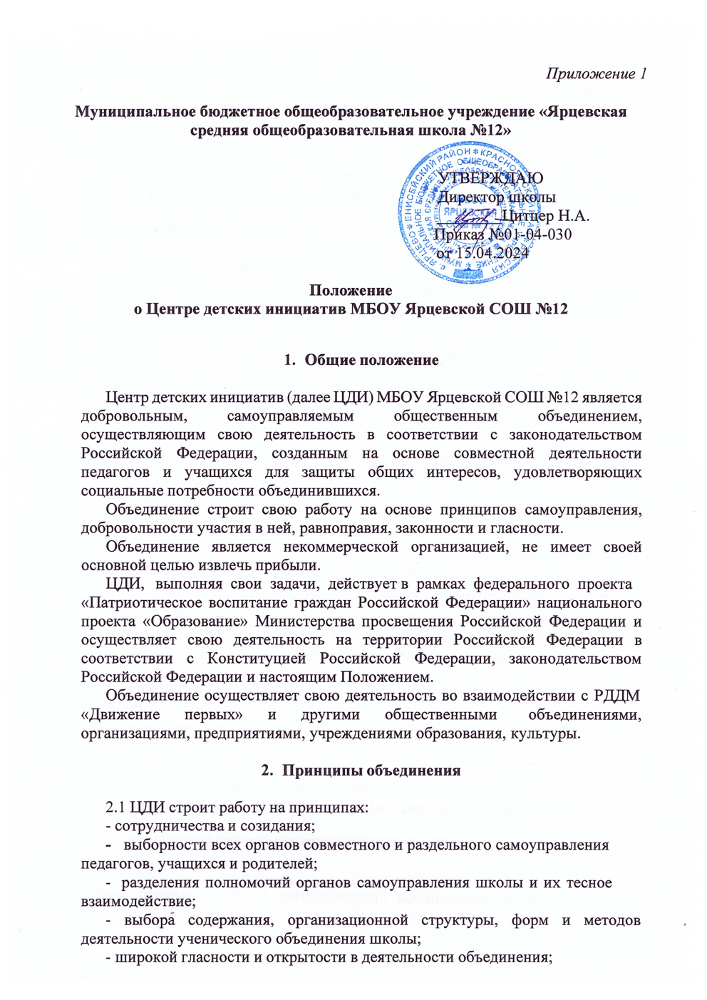 Приложение 1
Муниципальное бюджетное общеобразовательное учреждение «Ярцевская
средняя общеобразовательная школа №12»
УТВЕРЖДАЮ
Директор школы
Цитцер Н.А.
Приказ №01-04-030
от 15.04.2024
Положение
о Центре детских инициатив МБОУ Ярцевской СОШ №12
1. Общие положение
Центр детских инициатив (далее ЦДИ) МБОУ Ярцевской СОШ №12 является
добровольным, самоуправляемым общественным объединением,
осуществляющим свою деятельность в соответствии с законодательством
Российской Федерации, созданным на основе совместной деятельности
педагогов и учащихся для защиты общих интересов, удовлетворяющих
социальные потребности объединившихся.
Объединение строит свою работу на основе принципов самоуправления,
добровольности участия в ней, равноправия, законности и гласности.
Объединение является некоммерческой организацией, не имеет своей
основной целью извлечь прибыли.
ЦДИ, выполняя свои задачи, действует в рамках федерального проекта
«Патриотическое воспитание граждан Российской Федерации» национального
проекта «Образование» Министерства просвещения Российской Федерации и
осуществляет свою деятельность на территории Российской Федерации в
соответствии с Конституцией Российской Федерации, законодательством
Российской Федерации и настоящим Положением.
Объединение осуществляет свою деятельность во взаимодействии с РДДМ
«Движение первых» и другими общественными объединениями,
организациями, предприятиями, учреждениями образования, культуры.
2. Принципы объединения
2.1 ЦДИ строит работу на принципах:
- сотрудничества и созидания;
- выборности всех органов совместного и раздельного самоуправления
педагогов, учащихся и родителей;
- разделения полномочий органов самоуправления школы и их тесное
взаимодействие;
- выбора содержания, организационной структуры, форм и методов
деятельности ученического объединения школы;
- широкой гласности и открытости в деятельности объединения;